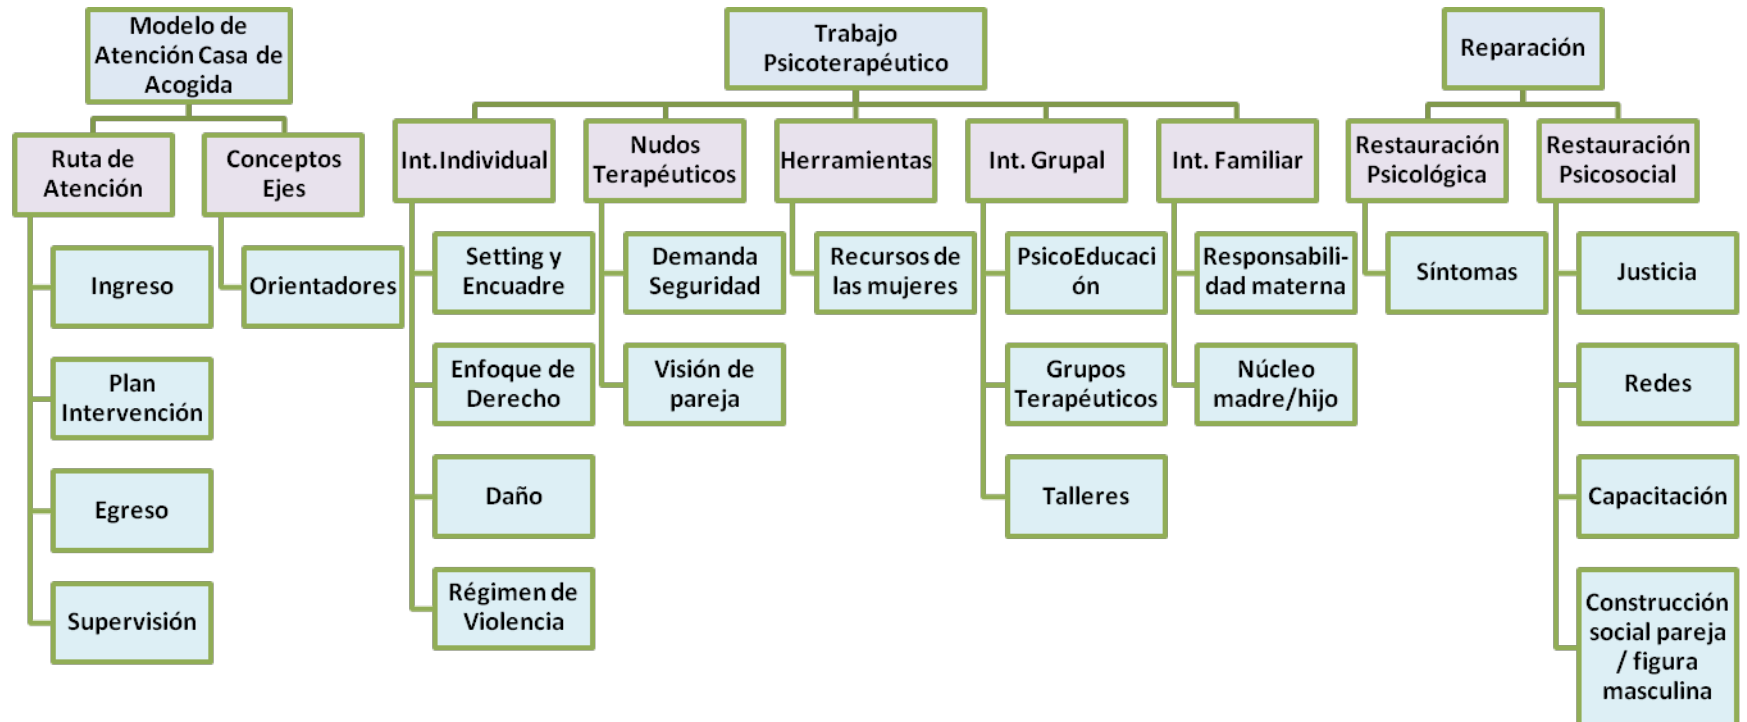 Modelo de
Atención Casa de
Acogida
Ruta de
Atención
Ingreso
Plan
Intervención
Egreso
Supervisión
Conceptos
Ejes
Orientadores
Trabajo
Psicoterapéutico
Int.Individual
Setting y
Encuadre
Enfoque de
Derecho
Daño
Régimen de
Violencia
Nudos
Terapéuticos
Demanda
Seguridad
Visión de
pareja
Herramientas
Recursos de
las mujeres
Int. Grupal
PsicoEducaci
ón
Grupos
Terapéuticos
Talleres
Int. Familiar
Responsabili-
dad materna
Núcleo
madre/hijo
Reparación
Restauración
Psicológica
Síntomas
Restauración
Psicosocial
Justicia
Redes
Capacitación
Construcción
social pareja
/ figura
masculina